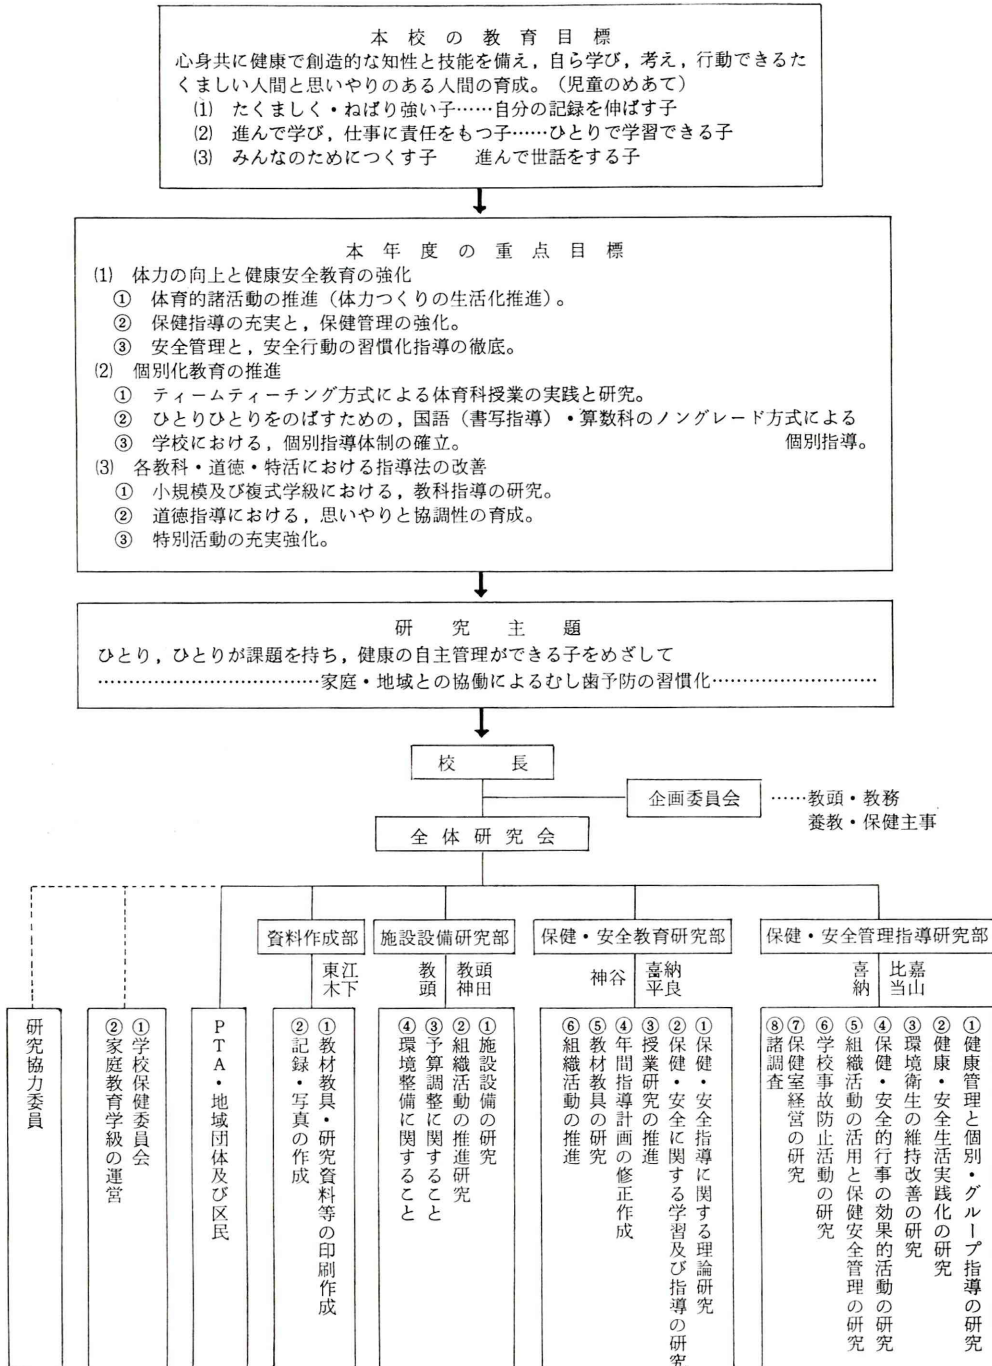 本校の教育目標
心身共に健康で創造的な知性と技能を備え，自ら学び，考え，行動できるた
くましい人間と思いやりのある人間の育成。（児童のめあて）
⑴　たくましく・ねばり強い子……自分の記録を伸ばす子
⑵　進んで学び，仕事に責任をもつ子……ひとりで学習できる子
⑶　みんなのためにつくす子　　進んで世話をする子
本年度の重点目標
⑴　体力の向上と健康安全教育の強化
①　体育的諸活動の推進（体力つくりの生活化推進）。
②　保健指導の充実と，保健管理の強化。
③　安全管理と，安全行動の習慣化指導の徹底。
⑵　個別化教育の推進
①　ティームティーチング方式による体育科授業の実践と研究。
②　ひとりひとりをのばすための，国語（書写指導）・算数科のノングレード方式による
個別指導。
③　学校における，個別指導体制の確立。
⑶　各教科・道徳・特活における指導法の改善
①　小規模及び複式学級における，教科指導の研究。
②　道徳指導における，思いやりと協調性の育成。
③　特別活動の充実強化。
研究主題
ひとり，ひとりが課題を持ち，健康の自主管理ができる子をめざして
……………………………家庭・地域との協働によるむし歯予防の習慣化……………………
校長
企画委員会　……教頭・教務
養教・保健主事
全体研究会
保健・安全管理指導研究部
比嘉
当山
喜納
①健康管理と個別・グループ指導の研究
②健康・安全生活実践化の研究
③環境衛生の維持改善の研究
④保健・安全的行事の効果的活動の研究
⑤組織活動の活用と保健安全管理の研究
⑥学校事故防止活動の研究
⑦保健室経営の研究
⑧諸調査
保健・安全教育研究部
喜納
平良
神谷
①保健・安全指導に関する理論研究
②保健・安全に関する学習及び指導の研究
③授業研究の推進
④年間指導計画の修正作成
⑤教材教具の研究
⑥組織活動の推進
施設設備研究部
教頭
神田
教頭
①施設設備の研究
②組織活動の推進研究
③予算調整に関すること
④環境整備に関すること
資料作成部
東江
木下
①教材教具・研究資料等の印刷作成
②記録・写真の作成
PTA・地域団体及び区民
①学校保健委員会
②家庭教育学級の運営
研究協力委員